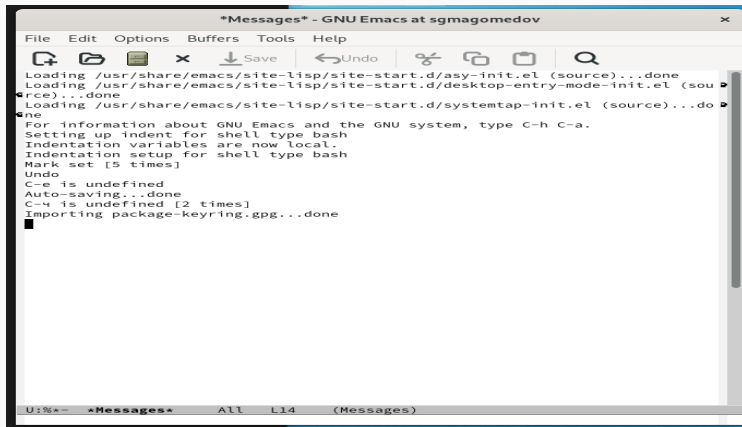 *Messages* - GNU Emacs at sgmagomedov
File Edit Options Buffers Tools Help
Save Undo
Loading /usr/share/emacs/site-lisp/site-start.d/asy-init.el (source)...done
Loading /usr/share/emacs/site-lisp/site-start.d/desktop-entry-mode-init.el (sou
rce)...done
Loading /usr/share/emacs/site-lisp/site-start.d/systemtap-init.el (source)...do
ne
For information about GNU Emacs and the GNU system, type C-h C-a.
Setting up indent for shell type bash
Indentation variables are now local.
Indentation setup for shell type bash
Mark set [5 times]
Undo
C-e is undefined
Auto-saving...done
C-ч is undefined [2 times]
Importing package-keyring.gpg...done
U:%*- *Messages* All L14 (Messages)